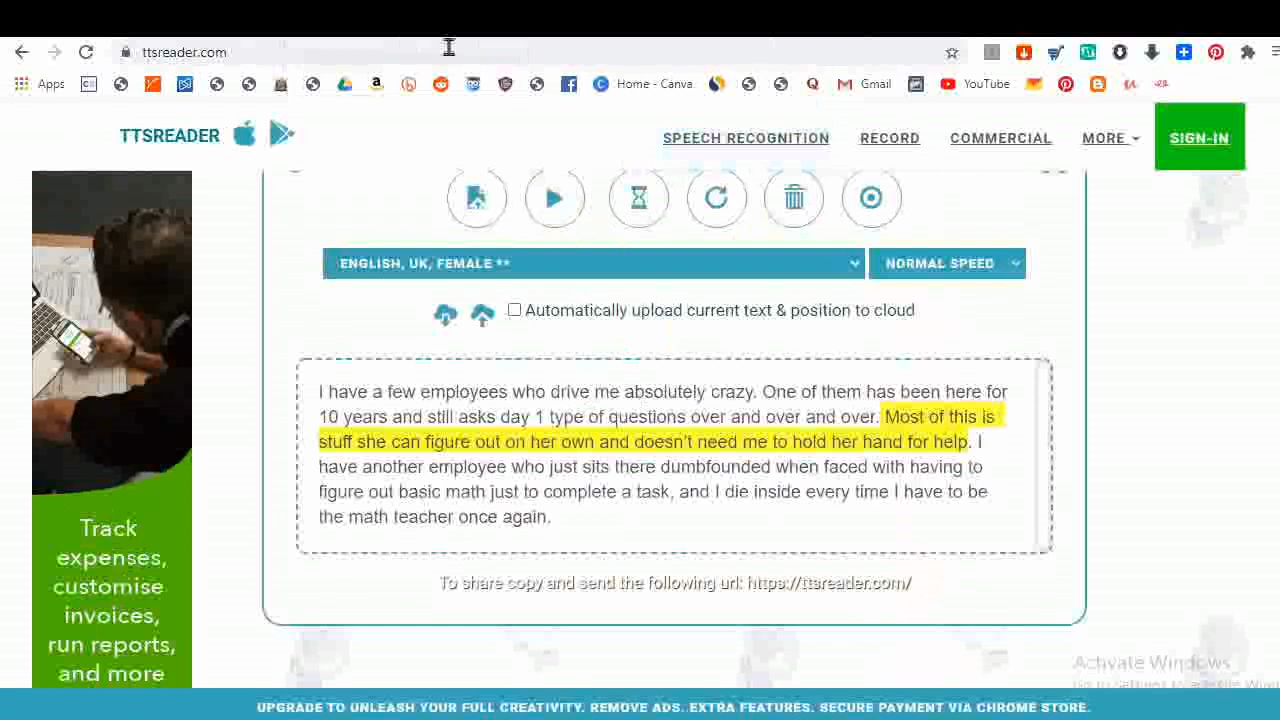 ttsreader.com
Apps
Home - Canva
Gmail
YouTube
TTSREADER
SPEECH RECOGNITION
RECORD
COMMERCIAL
MORE
SIGN-IN
ENGLISH, UK, FEMALE **
NORMAL SPEED
Automatically upload current text & position to cloud
I have a few employees who drive me absolutely crazy. One of them has been here for
10 years and still asks day 1 type of questions over and over and over. Most of this is
stuff she can figure out on her own and doesn't need me to hold her hand for help. I
have another employee who just sits there dumbfounded when faced with having to
figure out basic math just to complete a task, and I die inside every time I have to be
the math teacher once again.
To share copy and send the following url: https://ttsreader.com/
Track
expenses,
customise
invoices,
run reports,
and more
Activate Windows
UPGRADE TO UNLEASH YOUR FULL CREATIVITY. REMOVE ADS. EXTRA FEATURES. SECURE PAYMENT VIA CHROME STORE.